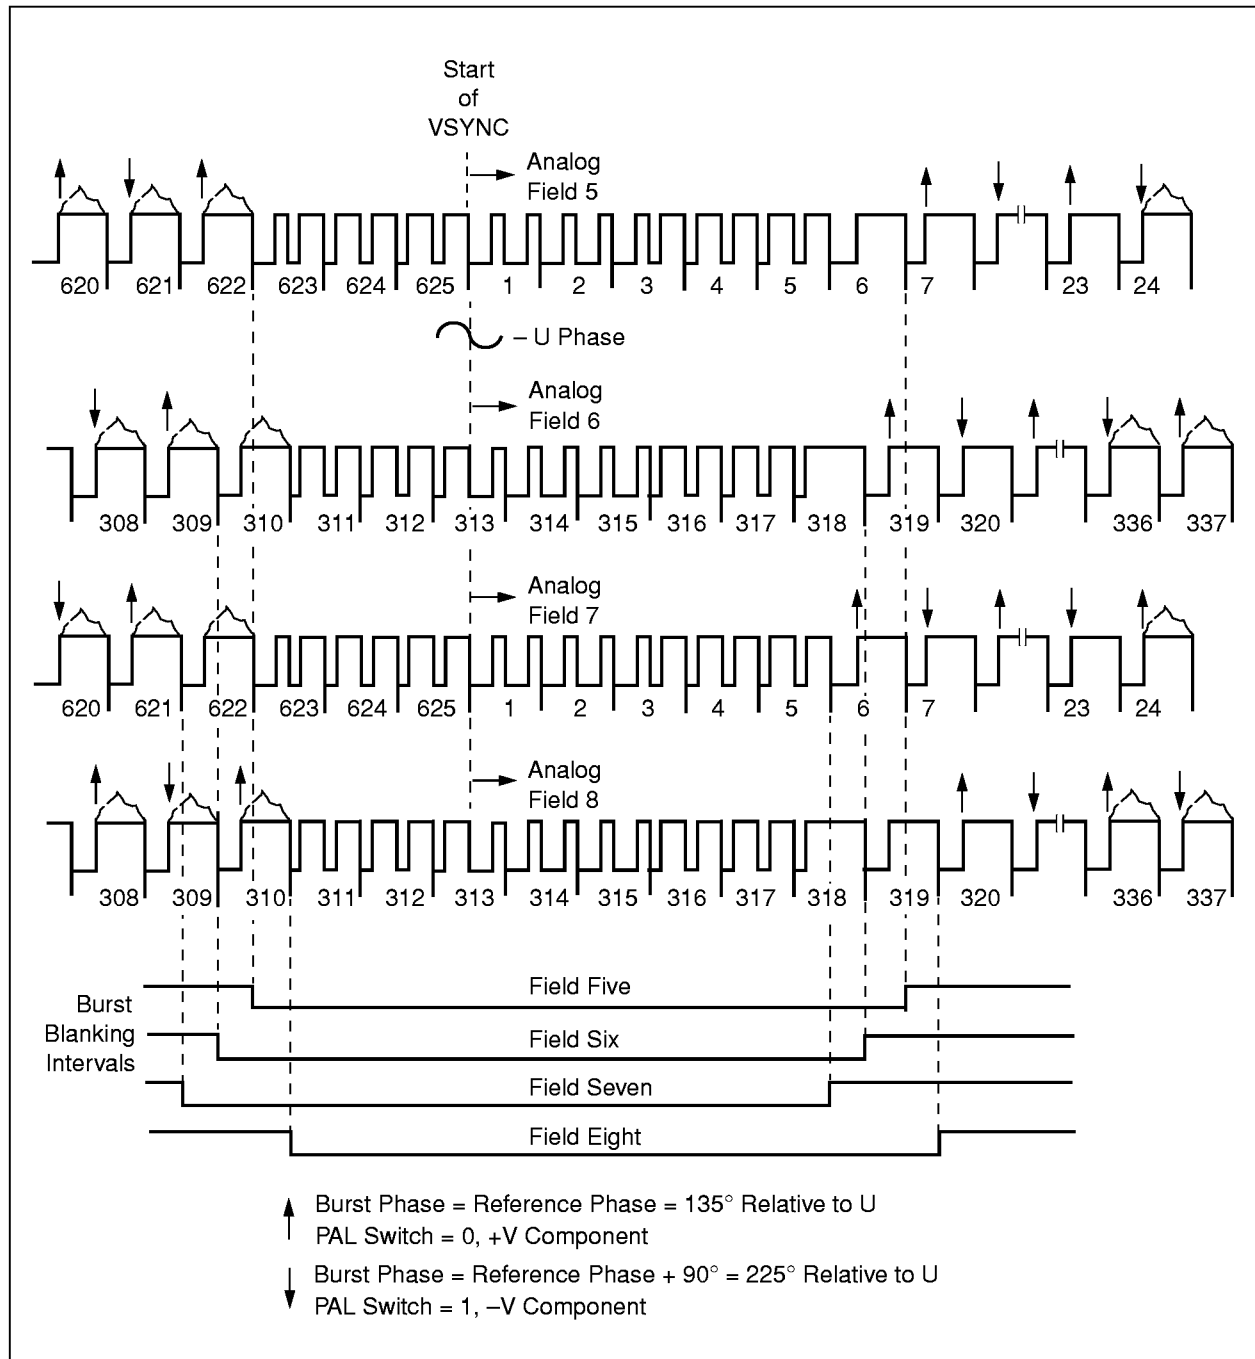 Start
of
VSYNC
Analog
Field 5
620 621 622 623 624 625 1 2 3 4 5 6 7 23 24
– U Phase
Analog
Field 6
308 309 310 311 312 313 314 315 316 317 318 319 320 336 337
Analog
Field 7
620 621 622 623 624 625 1 2 3 4 5 6 7 23 24
Analog
Field 8
308 309 310 311 312 313 314 315 316 317 318 319 320 336 337
Burst
Blanking
Intervals
Field Five
Field Six
Field Seven
Field Eight
Burst Phase = Reference Phase = 135° Relative to U
PAL Switch = 0, +V Component
Burst Phase = Reference Phase + 90° = 225° Relative to U
PAL Switch = 1, –V Component